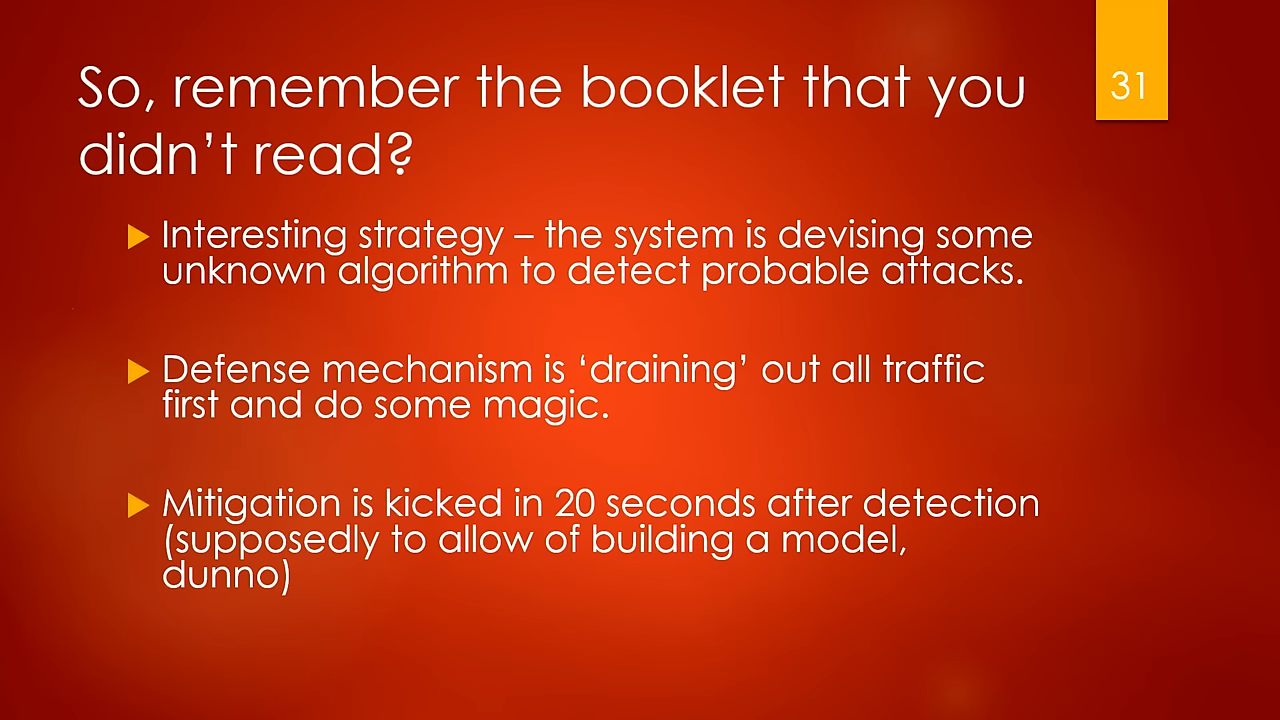 So, remember the booklet that you
didn’t read?
31
Interesting strategy – the system is devising some
unknown algorithm to detect probable attacks.
Defense mechanism is ‘draining’ out all traffic
first and do some magic.
Mitigation is kicked in 20 seconds after detection
(supposedly to allow of building a model,
dunno)